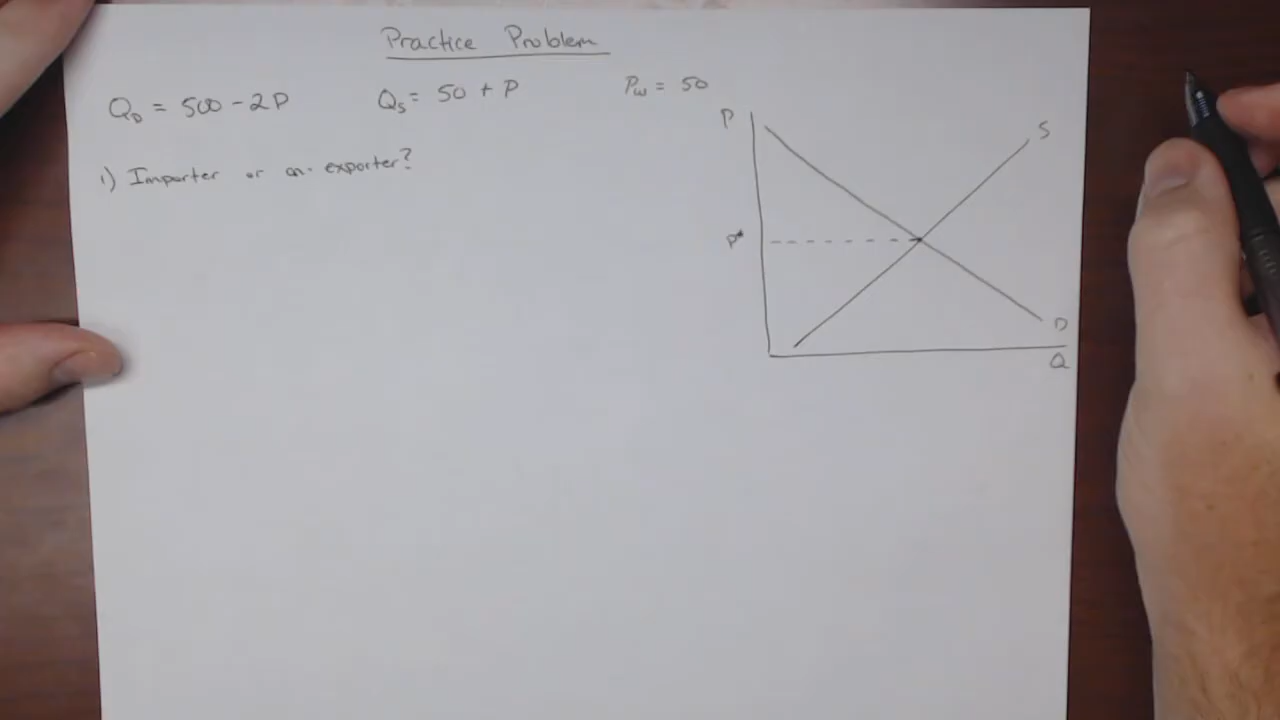 Practice Problem
Q_D = 500 - 2P Q_S = 50 + P P_W = 50
1) Importer or an exporter?
P
S
P*
D
Q